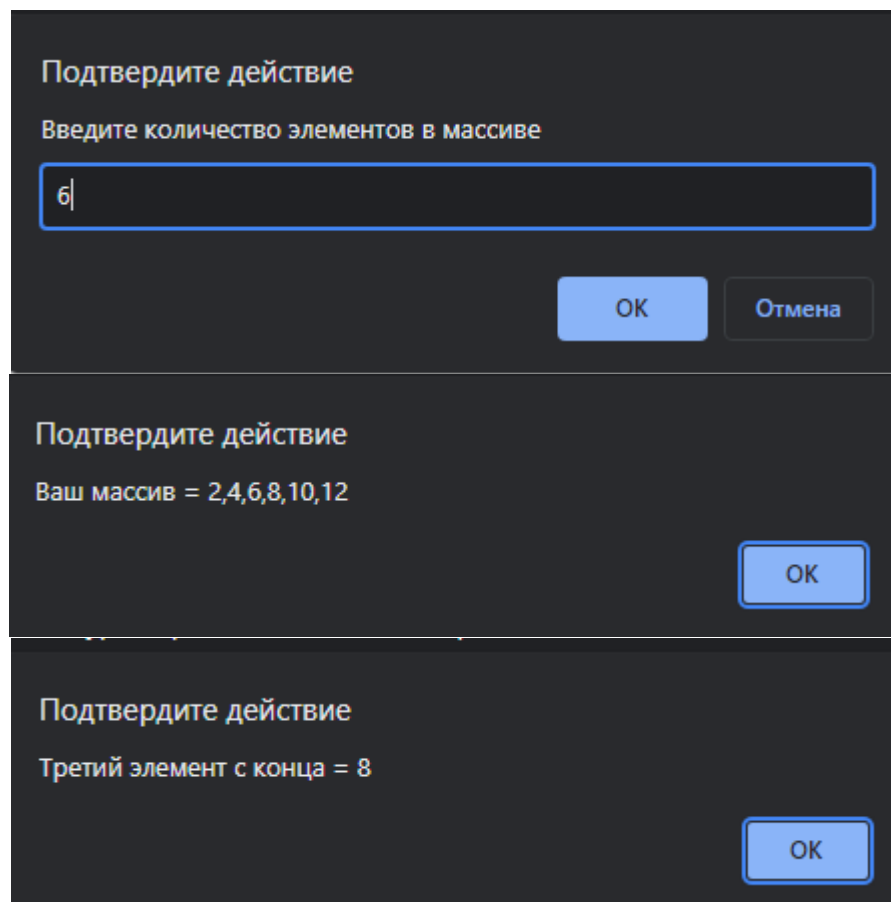 Подтвердите действие
Введите количество элементов в массиве
6
ОК
Отмена
Подтвердите действие
Ваш массив = 2,4,6,8,10,12
ОК
Подтвердите действие
Третий элемент с конца = 8
ОК